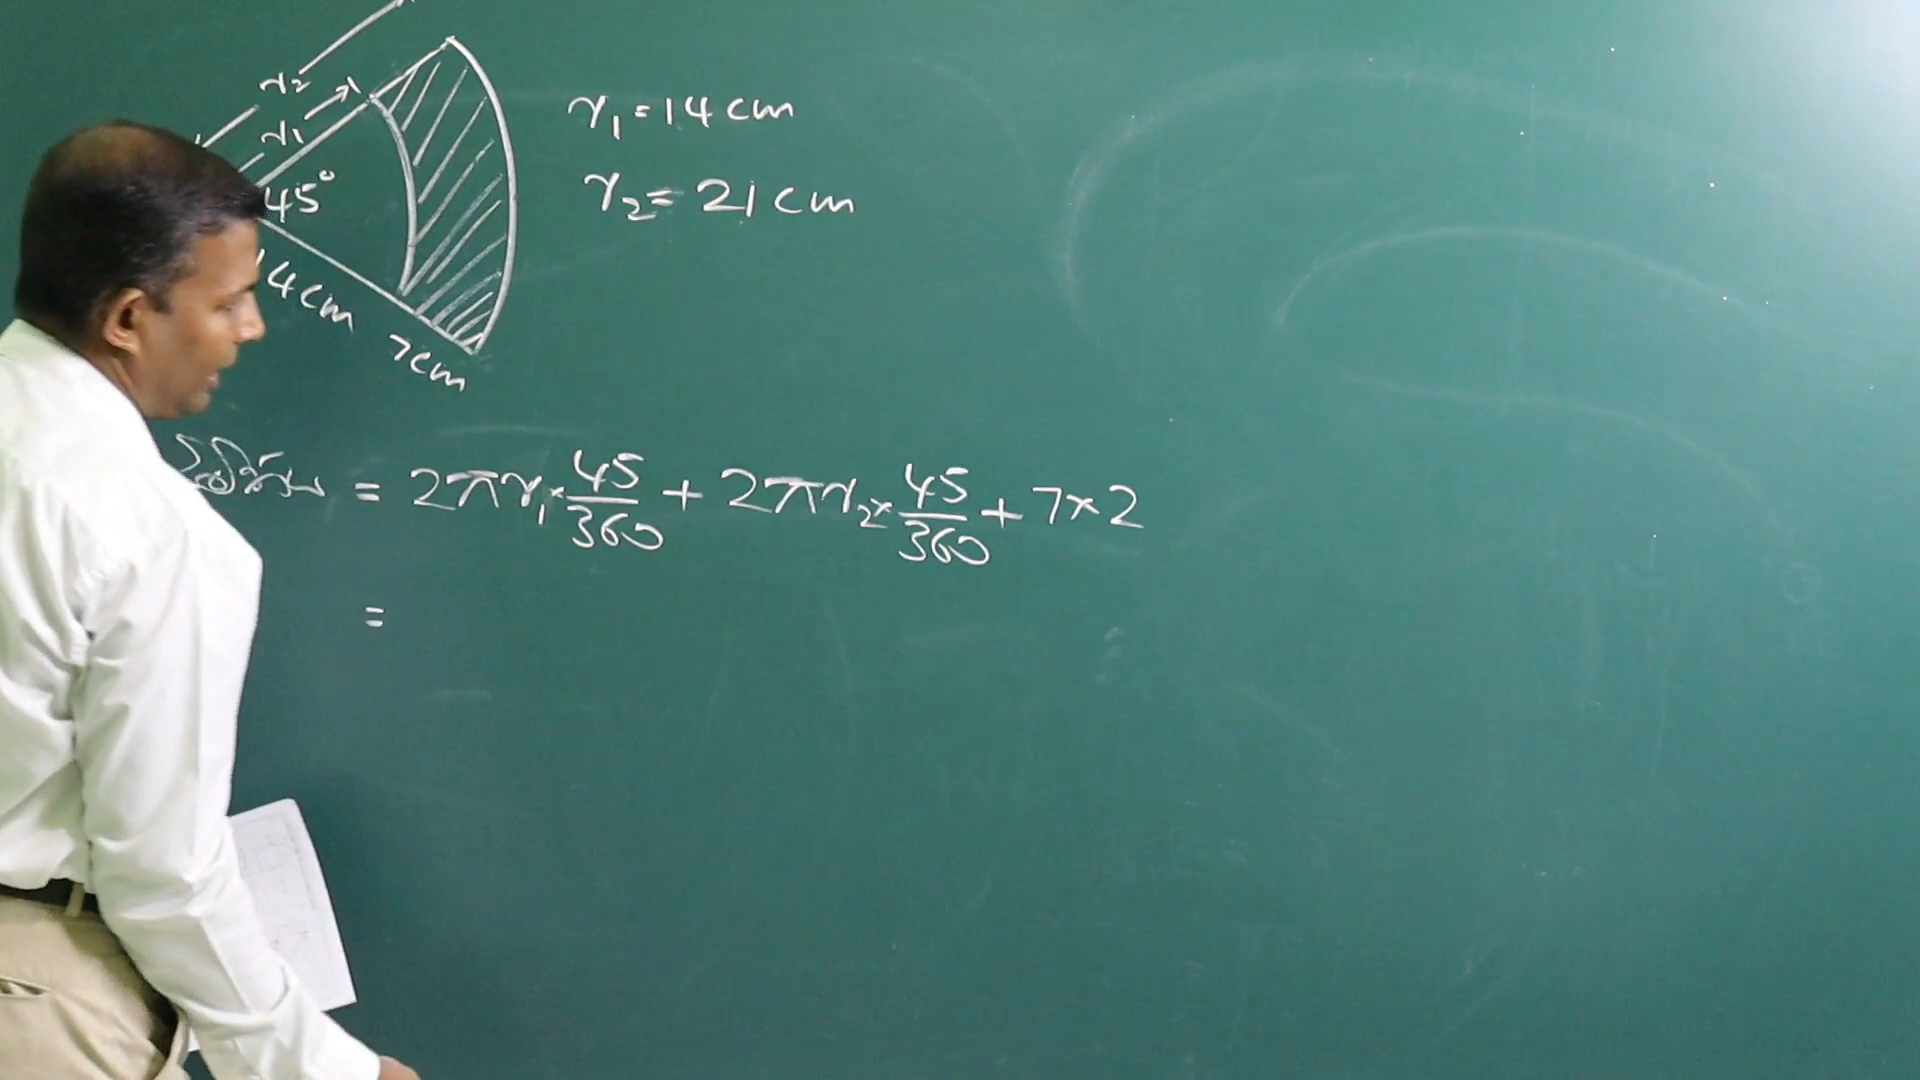 r₂
r₁
45°
14cm
7cm
r₁ = 14 cm
r₂ = 21 cm
පරිමිතිය = 2πr₁ × 45/360 + 2πr₂ × 45/360 + 7 × 2
=